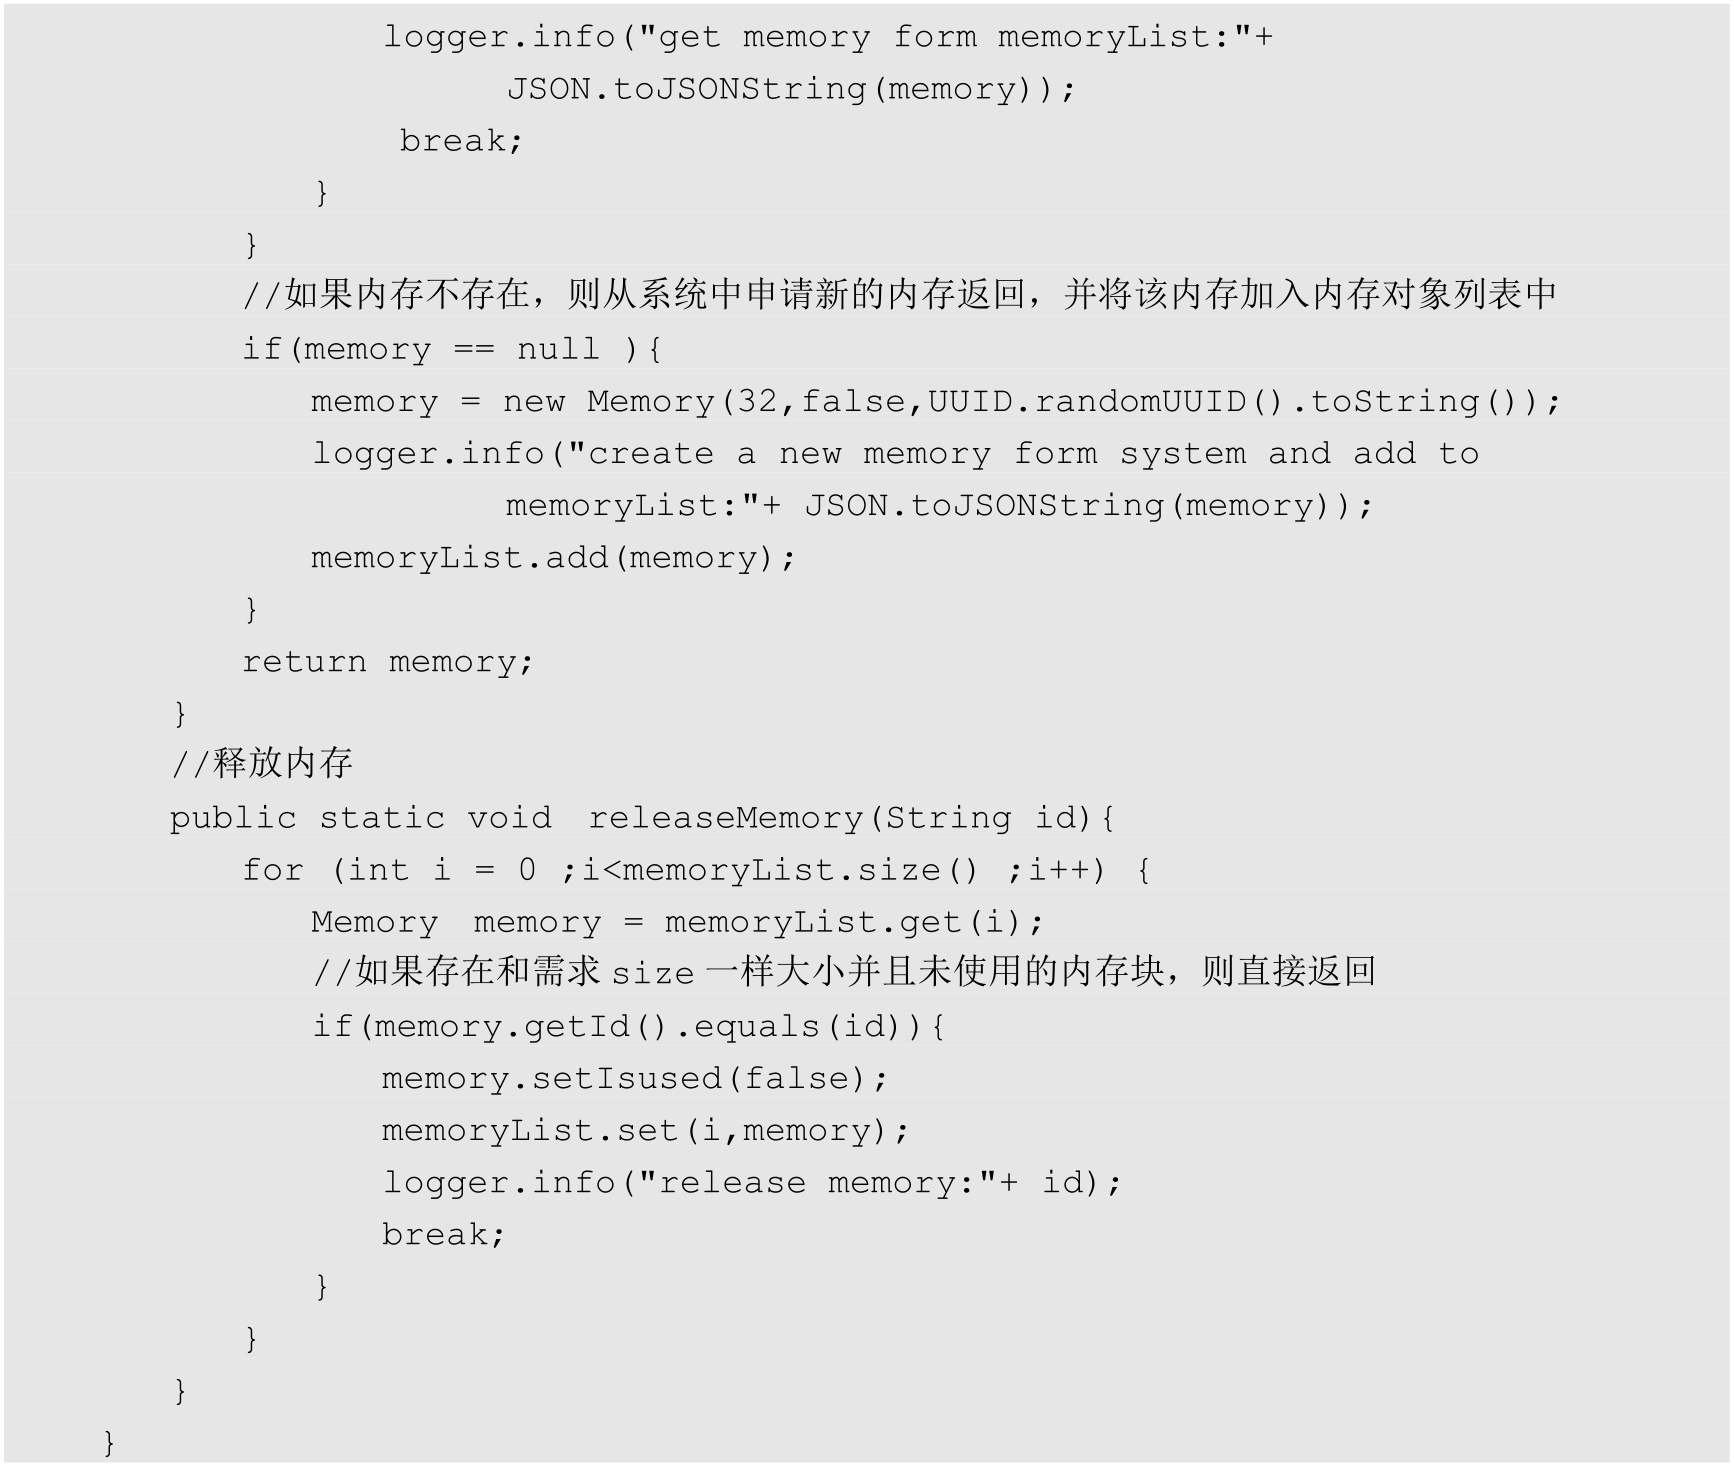 logger.info("get memory form memoryList:"+
JSON.toJSONString(memory));
break;
}
}
//如果内存不存在，则从系统中申请新的内存返回，并将该内存加入内存对象列表中
if(memory == null ){
memory = new Memory(32,false,UUID.randomUUID().toString());
logger.info("create a new memory form system and add to
memoryList:"+ JSON.toJSONString(memory));
memoryList.add(memory);
}
return memory;
}
//释放内存
public static void releaseMemory(String id){
for (int i = 0 ;i<memoryList.size() ;i++) {
Memory memory = memoryList.get(i);
//如果存在和需求 size 一样大小并且未使用的内存块，则直接返回
if(memory.getId().equals(id)){
memory.setIsused(false);
memoryList.set(i,memory);
logger.info("release memory:"+ id);
break;
}
}
}
}